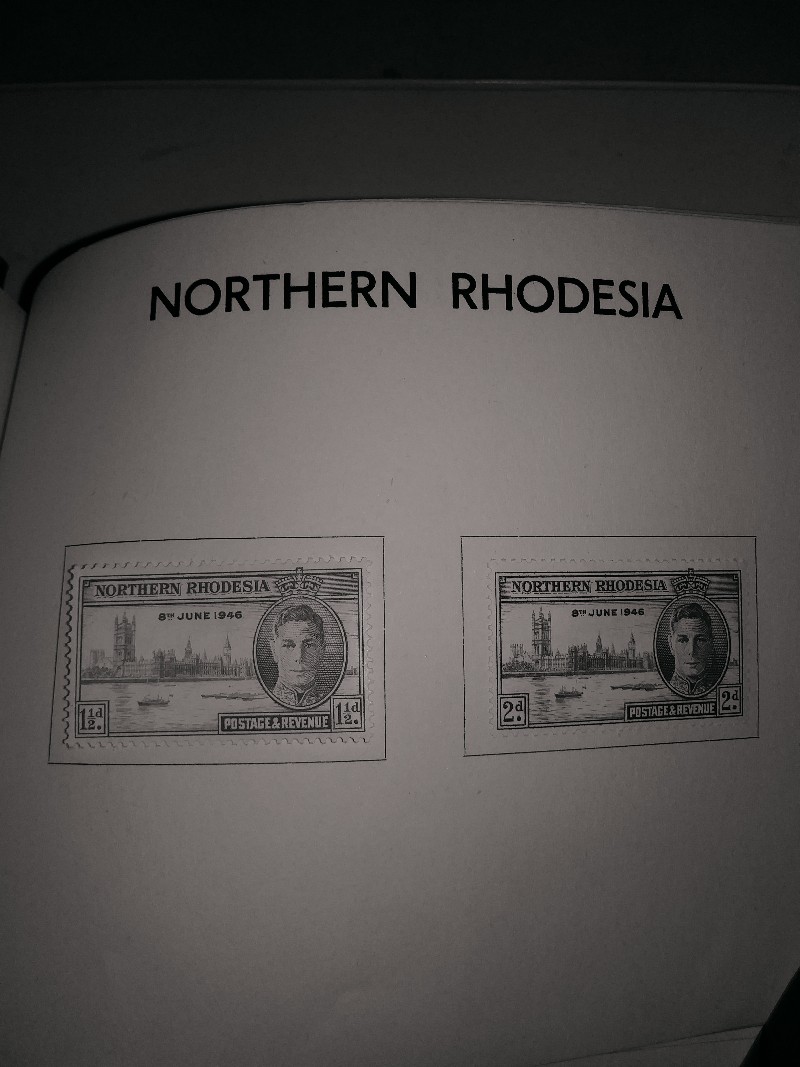 NORTHERN RHODESIA
NORTHERN RHODESIA
8TH JUNE 1946
1½d.
POSTAGE & REVENUE
1½d.
NORTHERN RHODESIA
8TH JUNE 1946
2d.
POSTAGE & REVENUE
2d.